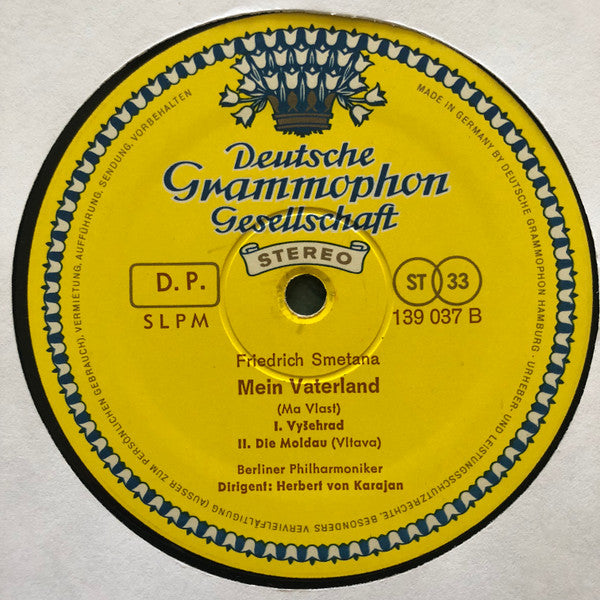 Deutsche
Grammophon
Gesellschaft
STEREO
D.P.
SLPM
ST 33
139 037 B
Friedrich Smetana
Mein Vaterland
(Ma Vlast)
I. Vyšehrad
II. Die Moldau (Vltava)
Berliner Philharmoniker
Dirigent: Herbert von Karajan
MADE IN GERMANY BY DEUTSCHE GRAMMOPHON HAMBURG · URHEBER- UND LEISTUNGSSCHUTZRECHTE, BESONDERS VERVIELFÄLTIGUNG (AUSSER ZUM PERSÖNLICHEN GEBRAUCH), VERMIETUNG, AUFFÜHRUNG, SENDUNG, VORBEHALTEN